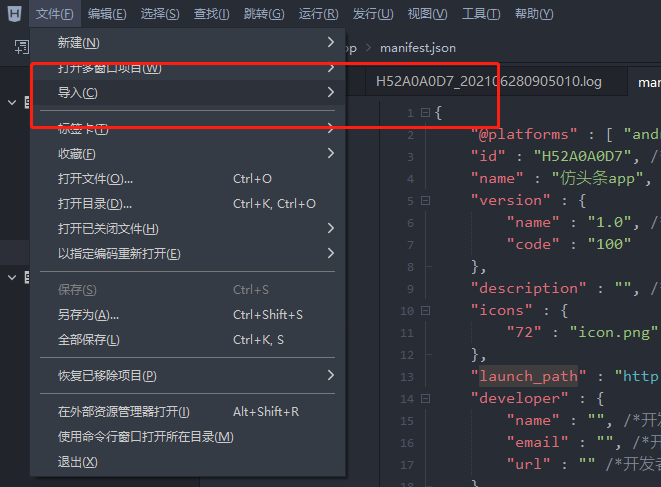 文件(F) 编辑(E) 选择(S) 查找(I) 跳转(G) 运行(R) 发行(U) 视图(V) 工具(T) 帮助(Y)
pp > manifest.json
新建(N)
打开多窗口项目(W)
导入(C)
标签卡(T)
收藏(F)
打开文件(O)... Ctrl+O
打开目录(D)... Ctrl+K, Ctrl+O
打开已关闭文件(H)
以指定编码重新打开(E)
保存(S) Ctrl+S
另存为(A)... Ctrl+Shift+S
全部保存(L) Ctrl+K, S
恢复已移除项目(P)
在外部资源管理器打开(I) Alt+Shift+R
使用命令行窗口打开所在目录(M)
退出(X)
H52A0A0D7_202106280905010.log
mar
1 {
2 "@platforms" : [ "andr
3 "id" : "H52A0A0D7", /*
4 "name" : "仿头条app",
5 "version" : {
6 "name" : "1.0", /*
7 "code" : "100"
8 },
9 "description" : "", /*
10 "icons" : {
11 "72" : "icon.png"
12 },
13 "launch_path" : "http
14 "developer" : {
15 "name" : "", /*开发
16 "email" : "", /*开
17 "url" : "" /*开发者
18 }